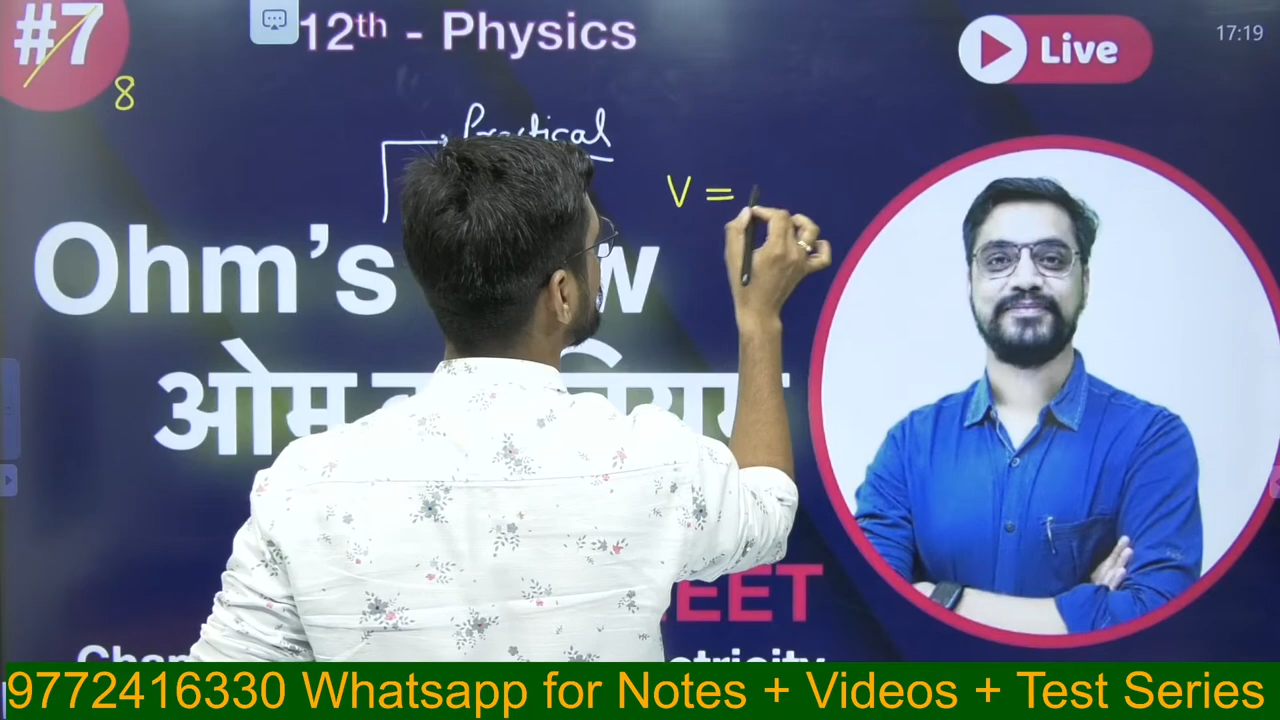 #7
12th - Physics
Live
17:19
8
Practical
V =
Ohm's
ओम
EET
9772416330 Whatsapp for Notes + Videos + Test Series